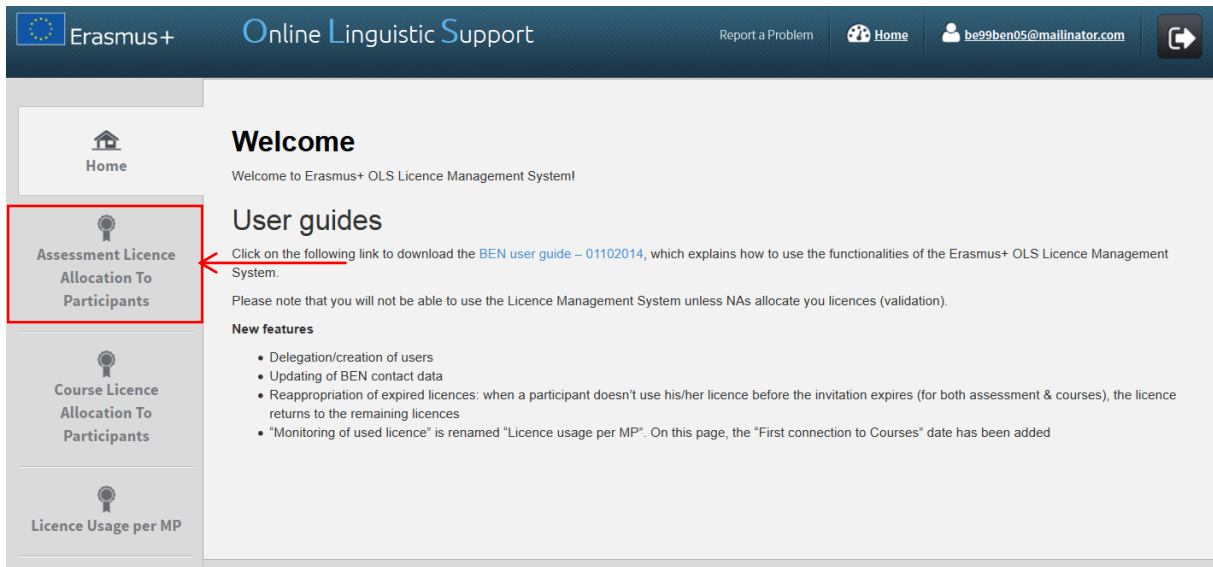 Erasmus+
Online Linguistic Support
Report a Problem
Home
be99ben05@mailinator.com
Home
Assessment Licence
Allocation To
Participants
Course Licence
Allocation To
Participants
Licence Usage per MP
Welcome
Welcome to Erasmus+ OLS Licence Management System!
User guides
Click on the following link to download the BEN user guide – 01102014, which explains how to use the functionalities of the Erasmus+ OLS Licence Management
System.
Please note that you will not be able to use the Licence Management System unless NAs allocate you licences (validation).
New features
• Delegation/creation of users
• Updating of BEN contact data
• Reappropriation of expired licences: when a participant doesn't use his/her licence before the invitation expires (for both assessment & courses), the licence
returns to the remaining licences
• "Monitoring of used licence" is renamed "Licence usage per MP". On this page, the "First connection to Courses" date has been added